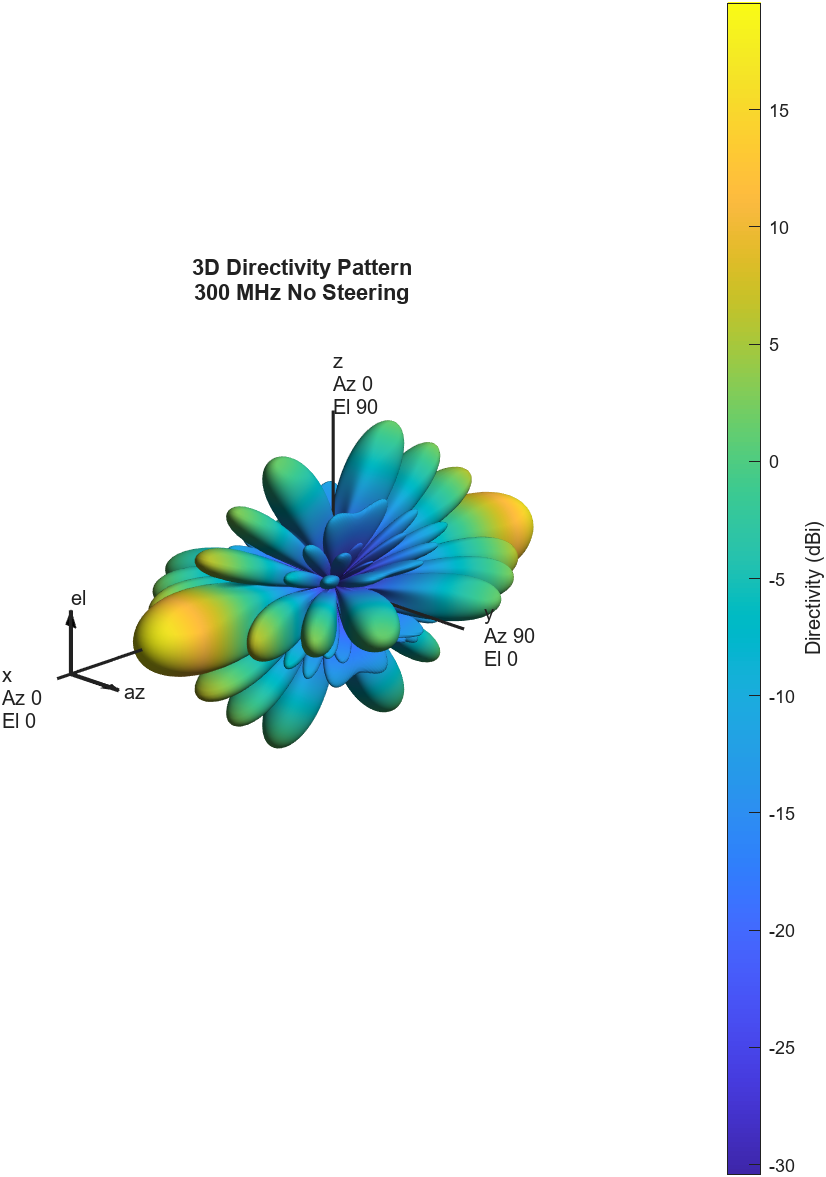 3D Directivity Pattern
300 MHz No Steering
z
Az 0
El 90
y
Az 90
El 0
x
Az 0
El 0
el
az
15
10
5
0
-5
-10
-15
-20
-25
-30
Directivity (dBi)